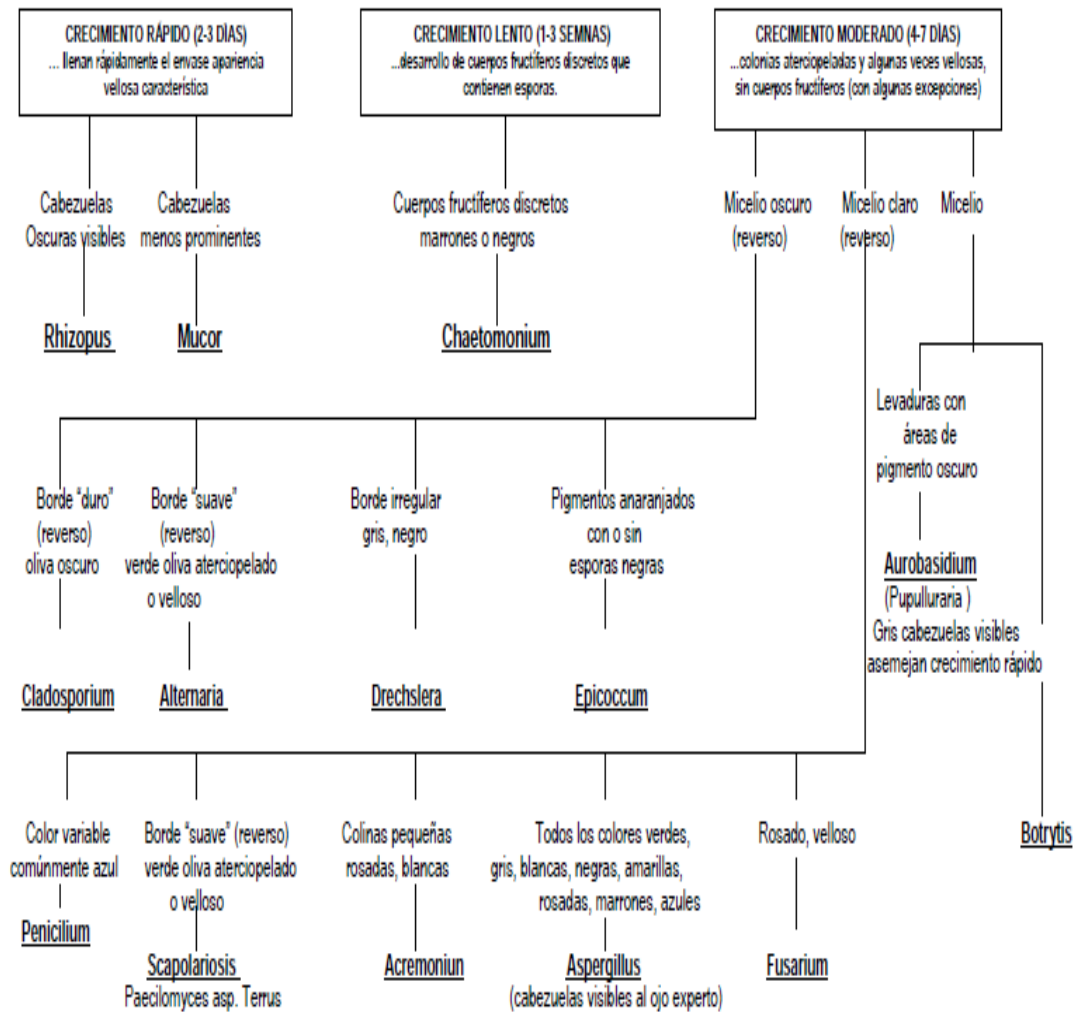 CRECIMIENTO RÁPIDO (2-3 DÌAS)
... llenan rápidamente el envase apariencia
vellosa característica
CRECIMIENTO LENTO (1-3 SEMNAS)
...desarrollo de cuerpos fructíferos discretos que
contienen esporas.
CRECIMIENTO MODERADO (4-7 DÍAS)
...colonias aterciopeladas y algunas veces vellosas,
sin cuerpos fructíferos (con algunas excepciones)
Cabezuelas
Oscuras visibles
Cabezuelas
menos prominentes
Cuerpos fructíferos discretos
marrones o negros
Micelio oscuro
(reverso)
Micelio claro
(reverso)
Micelio
Rhizopus
Mucor
Chaetomonium
Levaduras con
áreas de
pigmento oscuro
Borde “duro”
(reverso)
oliva oscuro
Borde “suave”
(reverso)
verde oliva aterciopelado
o velloso
Borde irregular
gris, negro
Pigmentos anaranjados
con o sin
esporas negras
Aurobasidium
(Pupulluraria )
Gris cabezuelas visibles
asemejan crecimiento rápido
Cladosporium
Alternaria
Drechslera
Epicoccum
Color variable
comúnmente azul
Borde “suave” (reverso)
verde oliva aterciopelado
o velloso
Colinas pequeñas
rosadas, blancas
Todos los colores verdes,
gris, blancas, negras, amarillas,
rosadas, marrones, azules
Rosado, velloso
Botrytis
Penicilium
Scapolariosis
Paecilomyces asp. Terrus
Acremoniun
Aspergillus
(cabezuelas visibles al ojo experto)
Fusarium